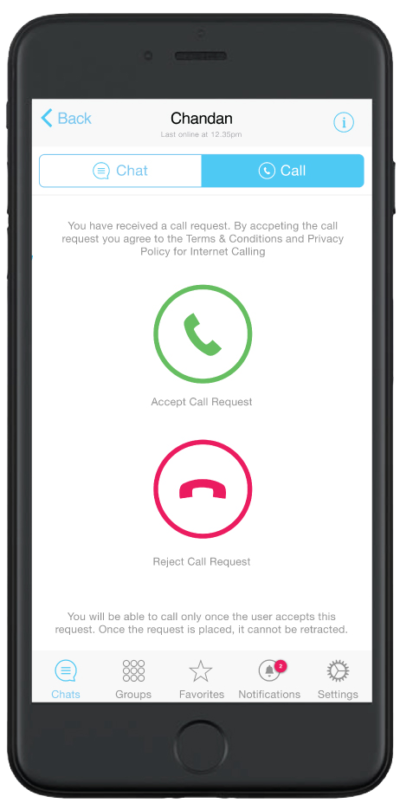 Back
Chandan
Last online at 12.35pm
Chat
Call
You have received a call request. By accpeting the call
request you agree to the Terms & Conditions and Privacy
Policy for Internet Calling
Accept Call Request
Reject Call Request
You will be able to call only once the user accepts this
request. Once the request is placed, it cannot be retracted.
2
Chats Groups Favorites Notifications Settings